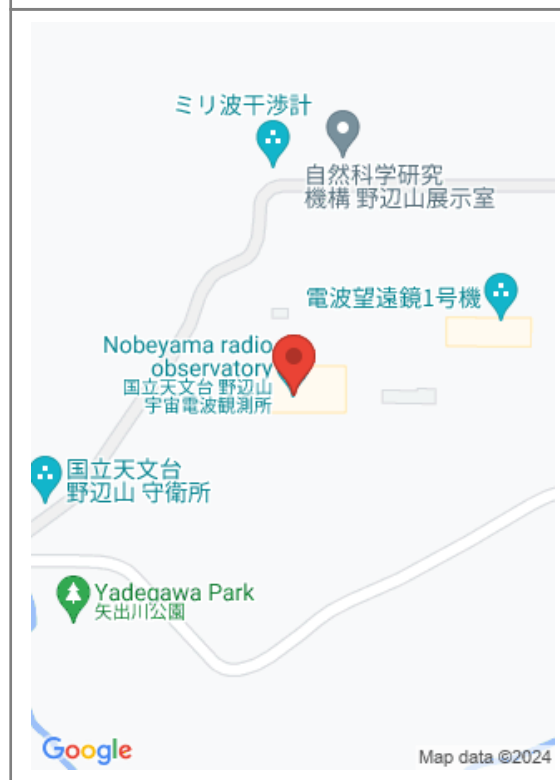 ミリ波干渉計
自然科学研究
機構 野辺山展示室
電波望遠鏡1号機
Nobeyama radio
observatory
国立天文台 野辺山
宇宙電波観測所
国立天文台
野辺山 守衛所
Yadegawa Park
矢出川公園
Google
Map data ©2024